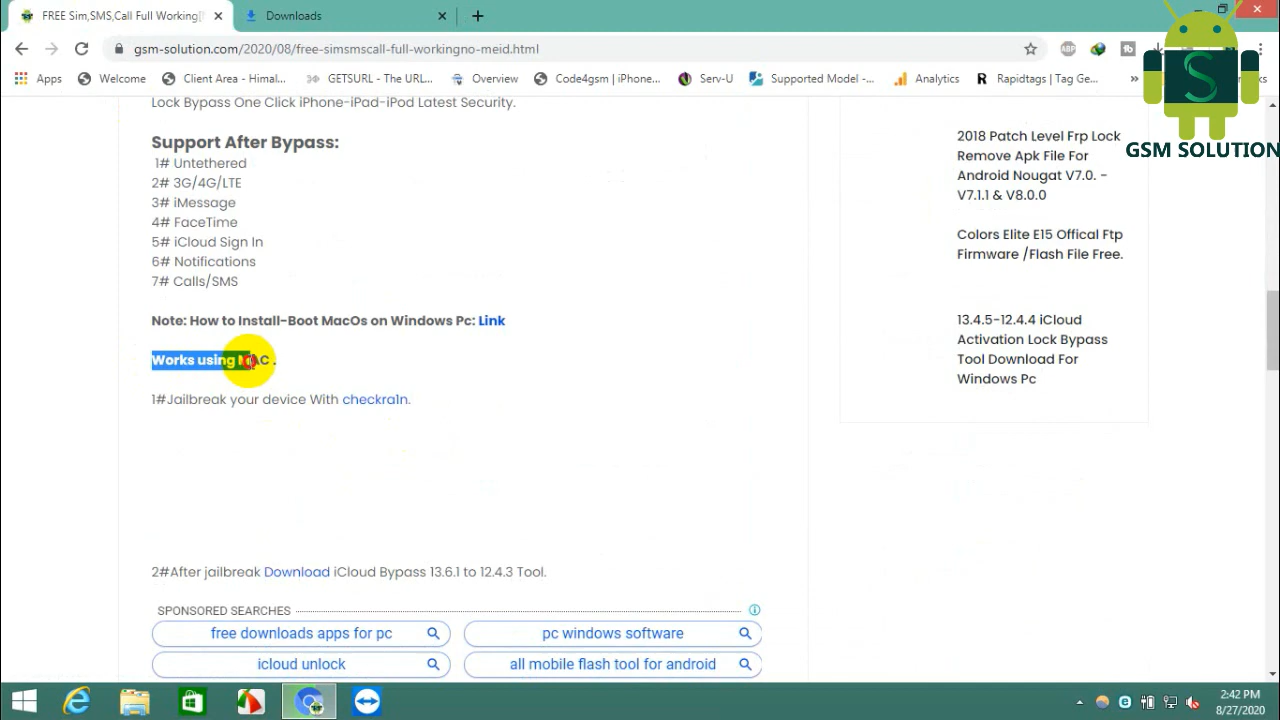 FREE Sim,SMS,Call Full Working[
Downloads
gsm-solution.com/2020/08/free-simsmscall-full-workingno-meid.html
ABP
Apps
Welcome
Client Area - Himal...
GETSURL - The URL...
Overview
Code4gsm | iPhone...
Serv-U
Supported Model -...
Analytics
Rapidtags | Tag Ge...
S
GSM SOLUTION
Lock Bypass One Click iPhone-iPad-iPod Latest Security.
Support After Bypass:
1# Untethered
2# 3G/4G/LTE
3# iMessage
4# FaceTime
5# iCloud Sign In
6# Notifications
7# Calls/SMS
Note: How to Install-Boot MacOs on Windows Pc: Link
Works using MAC .
1#Jailbreak your device With checkra1n.
2#After jailbreak Download iCloud Bypass 13.6.1 to 12.4.3 Tool.
SPONSORED SEARCHES
free downloads apps for pc
pc windows software
icloud unlock
all mobile flash tool for android
2018 Patch Level Frp Lock
Remove Apk File For
Android Nougat V7.0. -
V7.1.1 & V8.0.0
Colors Elite E15 Offical Ftp
Firmware /Flash File Free.
13.4.5-12.4.4 iCloud
Activation Lock Bypass
Tool Download For
Windows Pc
2:42 PM
8/27/2020